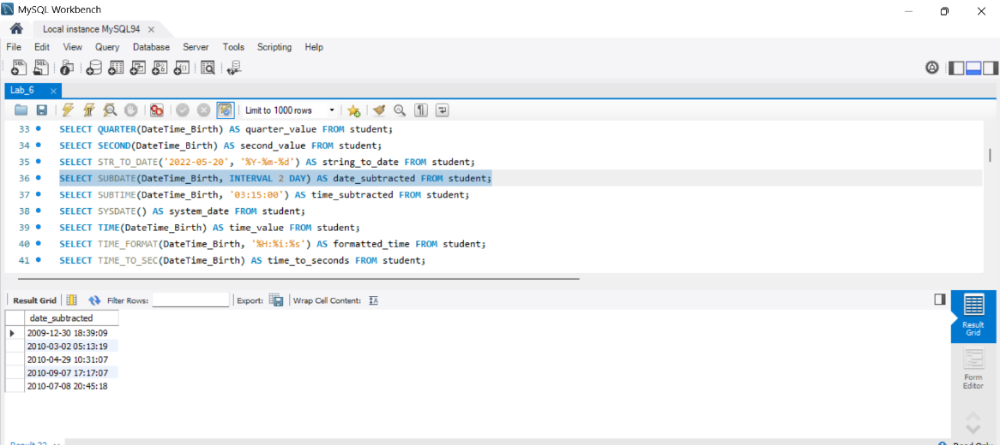 MySQL Workbench
Local instance MySQL94
File Edit View Query Database Server Tools Scripting Help
Lab_6
Limit to 1000 rows
33 SELECT QUARTER(DateTime_Birth) AS quarter_value FROM student;
34 SELECT SECOND(DateTime_Birth) AS second_value FROM student;
35 SELECT STR_TO_DATE('2022-05-20', '%Y-%m-%d') AS string_to_date FROM student;
36 SELECT SUBDATE(DateTime_Birth, INTERVAL 2 DAY) AS date_subtracted FROM student;
37 SELECT SUBTIME(DateTime_Birth, '03:15:00') AS time_subtracted FROM student;
38 SELECT SYSDATE() AS system_date FROM student;
39 SELECT TIME(DateTime_Birth) AS time_value FROM student;
40 SELECT TIME_FORMAT(DateTime_Birth, '%H:%i:%s') AS formatted_time FROM student;
41 SELECT TIME_TO_SEC(DateTime_Birth) AS time_to_seconds FROM student;
Result Grid Filter Rows: Export: Wrap Cell Content:
date_subtracted
2009-12-30 18:39:09
2010-03-02 05:13:19
2010-04-29 10:31:07
2010-09-07 17:17:07
2010-07-08 20:45:18
Result
Grid
Form
Editor
Read Only